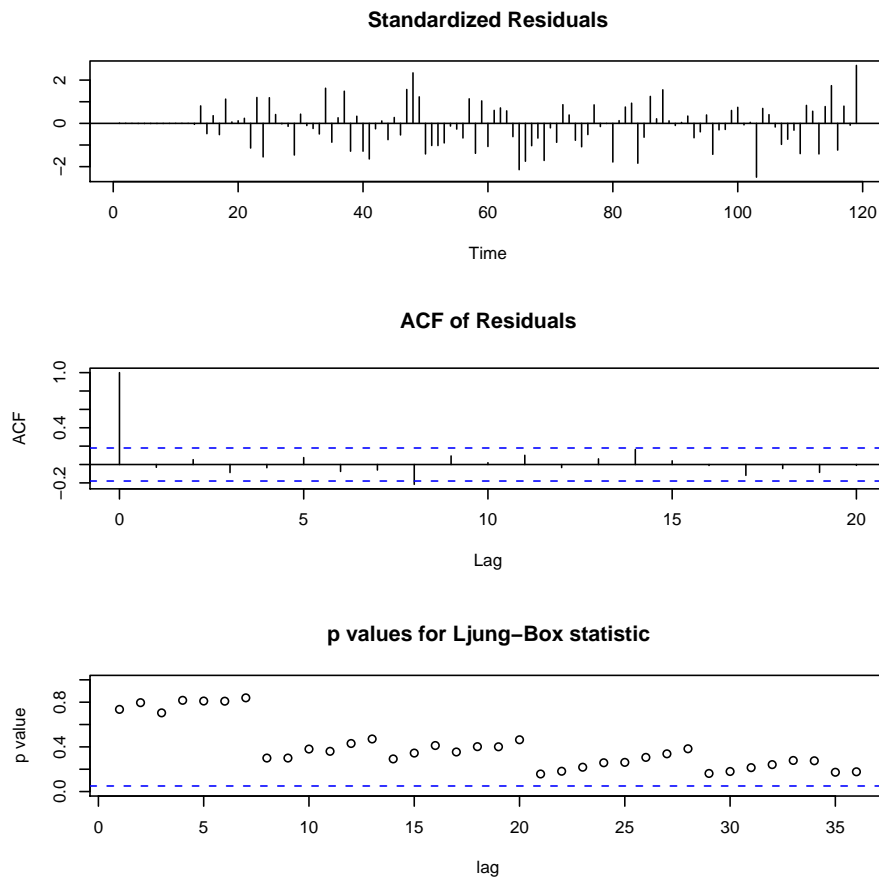 Standardized Residuals
2
0
−2
0 20 40 60 80 100 120
Time
ACF of Residuals
1.0
0.4
−0.2
ACF
0 5 10 15 20
Lag
p values for Ljung−Box statistic
0.8
0.4
0.0
p value
0 5 10 15 20 25 30 35
lag